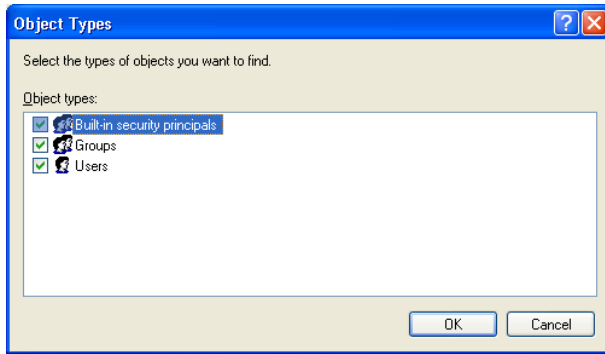 Object Types
Select the types of objects you want to find.
Object types:
Built-in security principals
Groups
Users
OK Cancel